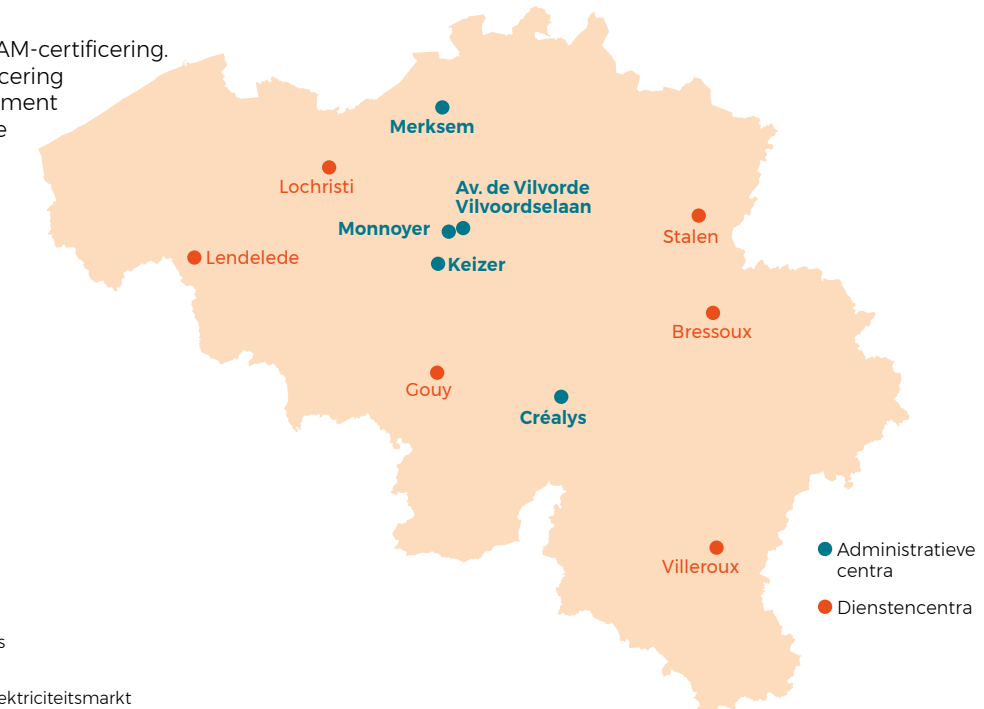 AM-certificering.
cering
ment
e
Merksem
Lochristi
Av. de Vilvorde
Vilvoordselaan
Monnoyer
Stalen
Lendelede
Keizer
Bressoux
Gouy
Créalys
Villeroux
Administratieve
centra
Dienstencentra
s
ektriciteitsmarkt